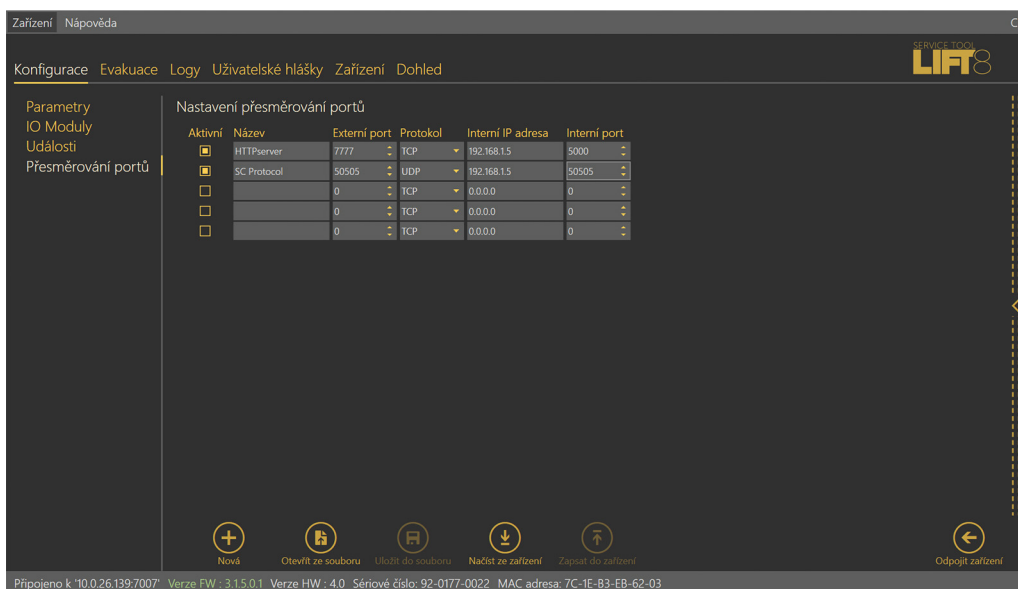 Zařízení Nápověda C
SERVICE TOOL
LIFT8
Konfigurace Evakuace Logy Uživatelské hlášky Zařízení Dohled
Parametry
IO Moduly
Události
Přesměrování portů
Nastavení přesměrování portů
Aktivní Název Externí port Protokol Interní IP adresa Interní port
HTTPserver 7777 TCP 192.168.1.5 5000
SC Protocol 50505 UDP 192.168.1.5 50505
0 TCP 0.0.0.0 0
0 TCP 0.0.0.0 0
0 TCP 0.0.0.0 0
Nová Otevřít ze souboru Uložit do souboru Načíst ze zařízení Zapsat do zařízení Odpojit zařízení
Připojeno k '10.0.26.139:7007' Verze FW : 3.1.5.0.1 Verze HW : 4.0 Sériové číslo: 92-0177-0022 MAC adresa: 7C-1E-B3-EB-62-03